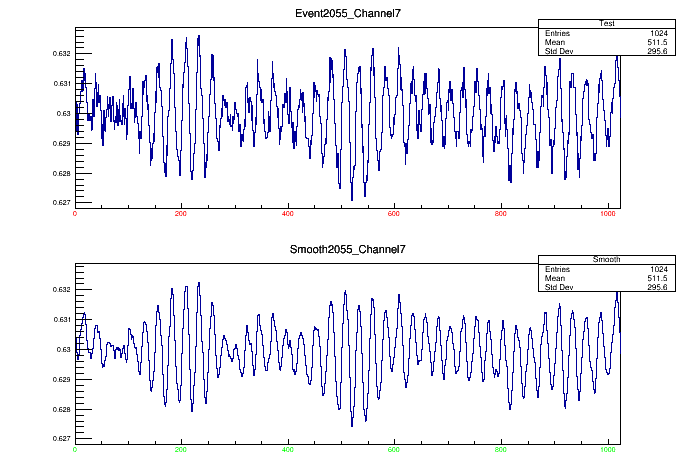 Event2055_Channel7
Test
Entries 1024
Mean 511.5
Std Dev 295.6
0.632
0.631
0.63
0.629
0.628
0.627
0 200 400 600 800 1000
Smooth2055_Channel7
Smooth
Entries 1024
Mean 511.5
Std Dev 295.6
0.632
0.631
0.63
0.629
0.628
0.627
0 200 400 600 800 1000